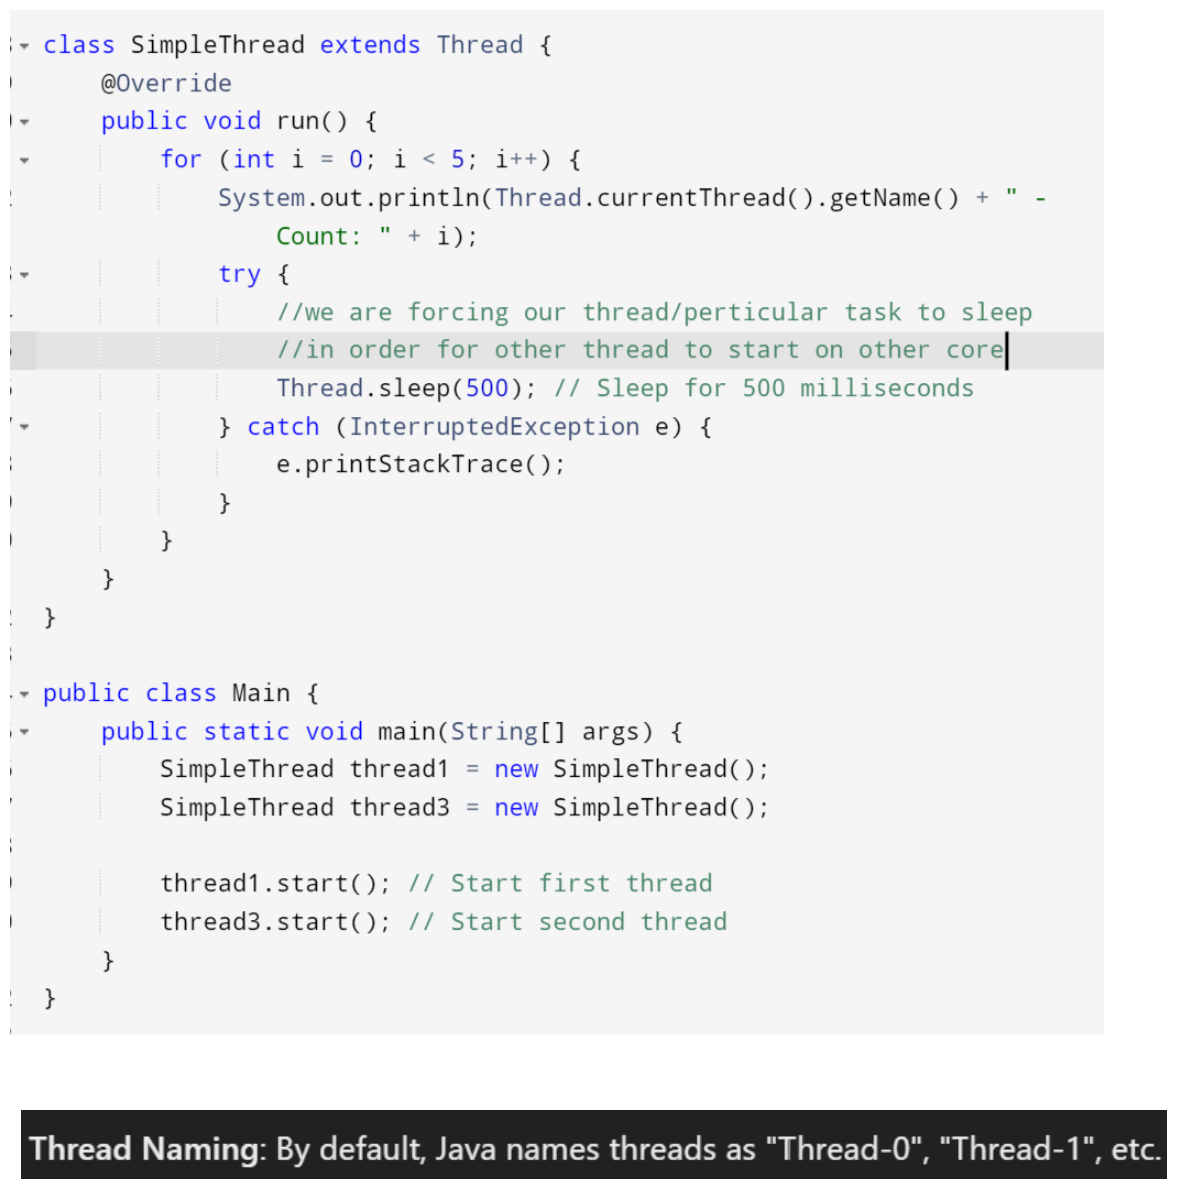 class SimpleThread extends Thread {
@Override
public void run() {
for (int i = 0; i < 5; i++) {
System.out.println(Thread.currentThread().getName() + " -
Count: " + i);
try {
//we are forcing our thread/perticular task to sleep
//in order for other thread to start on other core
Thread.sleep(500); // Sleep for 500 milliseconds
} catch (InterruptedException e) {
e.printStackTrace();
}
}
}
}
public class Main {
public static void main(String[] args) {
SimpleThread thread1 = new SimpleThread();
SimpleThread thread3 = new SimpleThread();
thread1.start(); // Start first thread
thread3.start(); // Start second thread
}
}
Thread Naming: By default, Java names threads as "Thread-0", "Thread-1", etc.